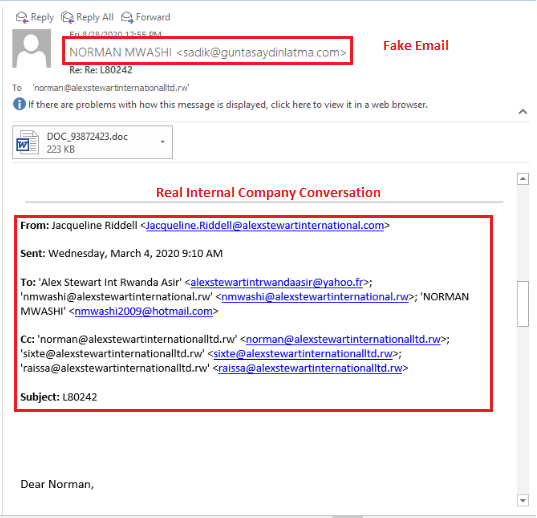 Reply Reply All Forward
Fri 8/28/2020 12:55 PM
NORMAN MWASHI <sadik@guntasaydinlatma.com>
Fake Email
Re: Re: L80242
To 'norman@alexstewartinternationalltd.rw'
If there are problems with how this message is displayed, click here to view it in a web browser.
DOC_93872423.doc
223 KB
Real Internal Company Conversation
From: Jacqueline Riddell <Jacqueline.Riddell@alexstewartinternational.com>
Sent: Wednesday, March 4, 2020 9:10 AM
To: 'Alex Stewart Int Rwanda Asir' <alexstewartintrwandaasir@yahoo.fr>;
'nmwashi@alexstewartinternational.rw' <nmwashi@alexstewartinternational.rw>; 'NORMAN
MWASHI' <nmwashi2009@hotmail.com>
Cc: 'norman@alexstewartinternationalltd.rw' <norman@alexstewartinternationalltd.rw>;
'sixte@alexstewartinternationalltd.rw' <sixte@alexstewartinternationalltd.rw>;
'raissa@alexstewartinternationalltd.rw' <raissa@alexstewartinternationalltd.rw>
Subject: L80242
Dear Norman,